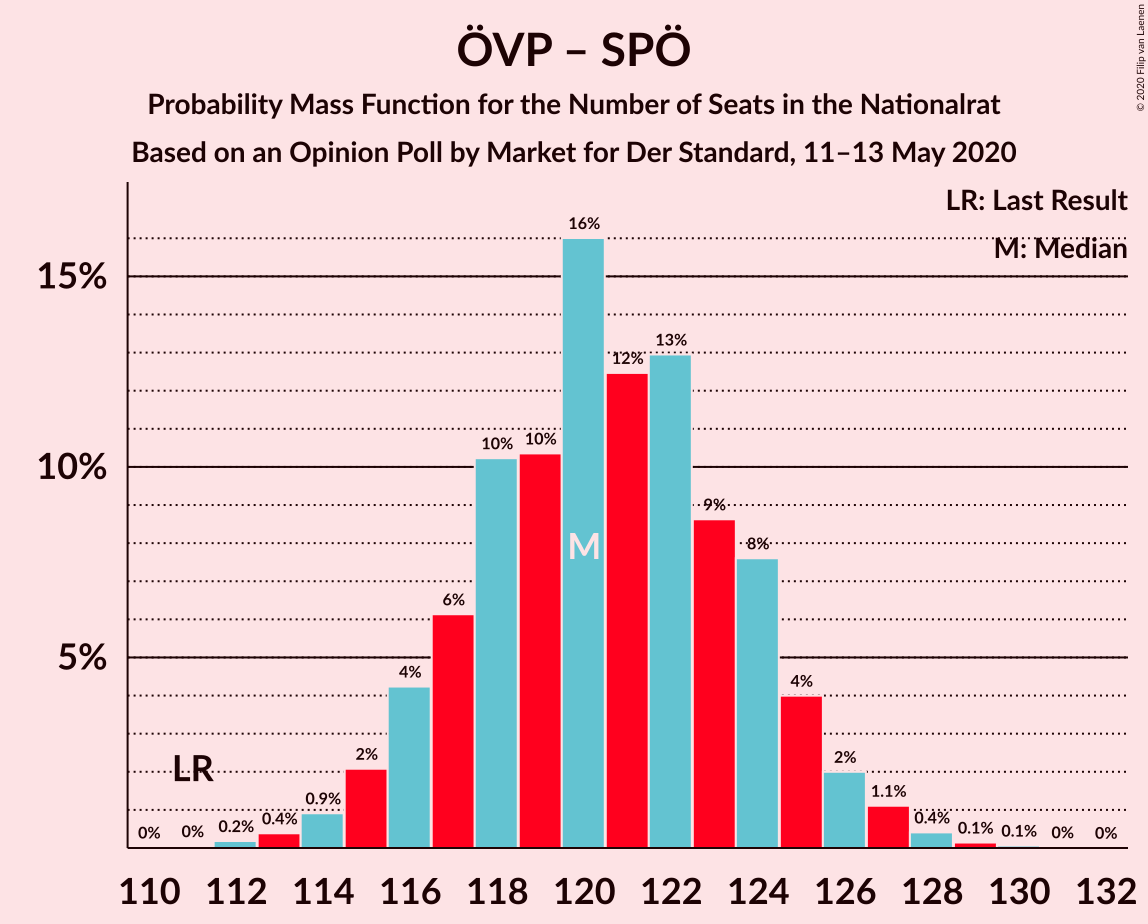 ÖVP – SPÖ
Probability Mass Function for the Number of Seats in the Nationalrat
Based on an Opinion Poll by Market for Der Standard, 11–13 May 2020
© 2020 Filip van Laenen
LR: Last Result
M: Median
15%
10%
5%
0% 0% 0.2% 0.4% 0.9% 2% 4% 6% 10% 10% 16% 12% 13% 9% 8% 4% 2% 1.1% 0.4% 0.1% 0.1% 0% 0%
LR
M
110 112 114 116 118 120 122 124 126 128 130 132